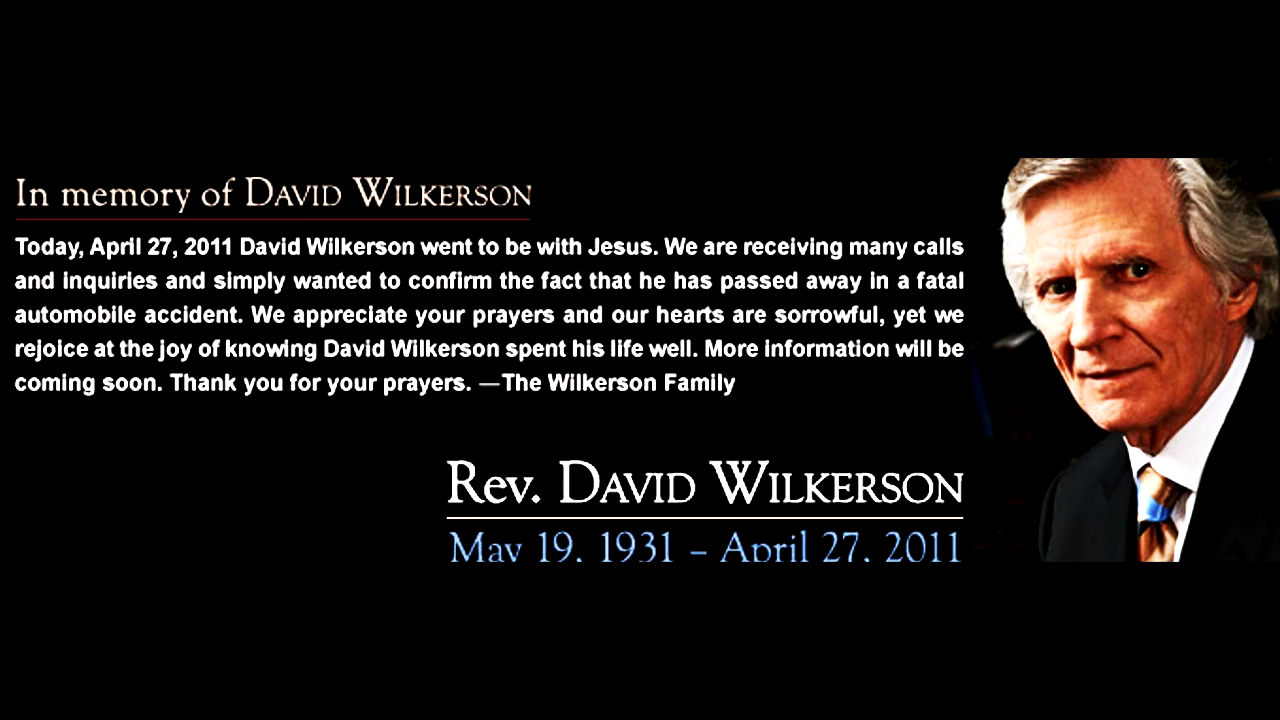 In memory of DAVID WILKERSON
Today, April 27, 2011 David Wilkerson went to be with Jesus. We are receiving many calls
and inquiries and simply wanted to confirm the fact that he has passed away in a fatal
automobile accident. We appreciate your prayers and our hearts are sorrowful, yet we
rejoice at the joy of knowing David Wilkerson spent his life well. More information will be
coming soon. Thank you for your prayers. —The Wilkerson Family
Rev. DAVID WILKERSON
May 19, 1931 – April 27, 2011